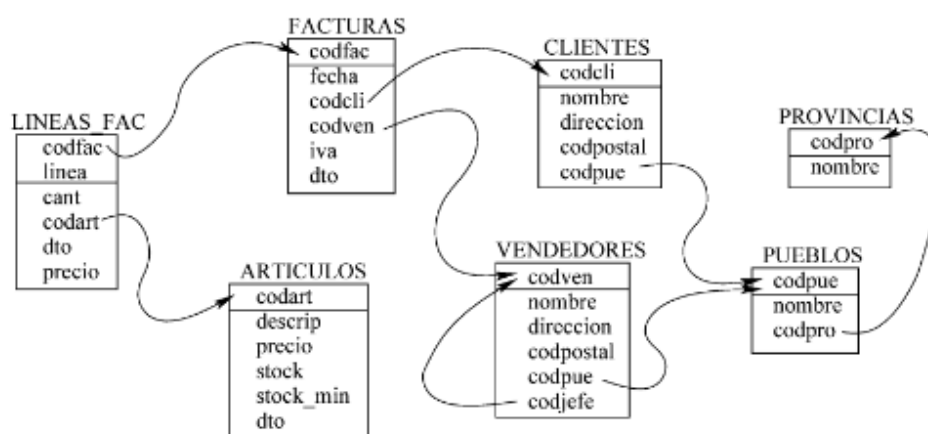 FACTURAS
codfac
fecha
codcli
codven
iva
dto
CLIENTES
codcli
nombre
direccion
codpostal
codpue
PROVINCIAS
codpro
nombre
LINEAS_FAC
codfac
linea
cant
codart
dto
precio
ARTICULOS
codart
descrip
precio
stock
stock_min
dto
VENDEDORES
codven
nombre
direccion
codpostal
codpue
codjefe
PUEBLOS
codpue
nombre
codpro